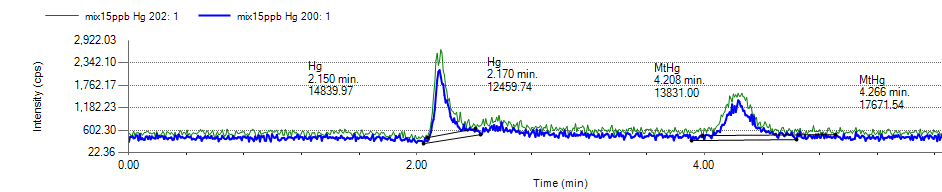 mix15ppb Hg 202: 1 mix15ppb Hg 200: 1
Intensity (cps)
2,922.03
2,342.10
1,762.17
1,182.23
602.30
22.36
Hg
2.150 min.
14839.97
Hg
2.170 min.
12459.74
MtHg
4.208 min.
13831.00
MtHg
4.266 min.
17671.54
0.00 2.00 4.00
Time (min)